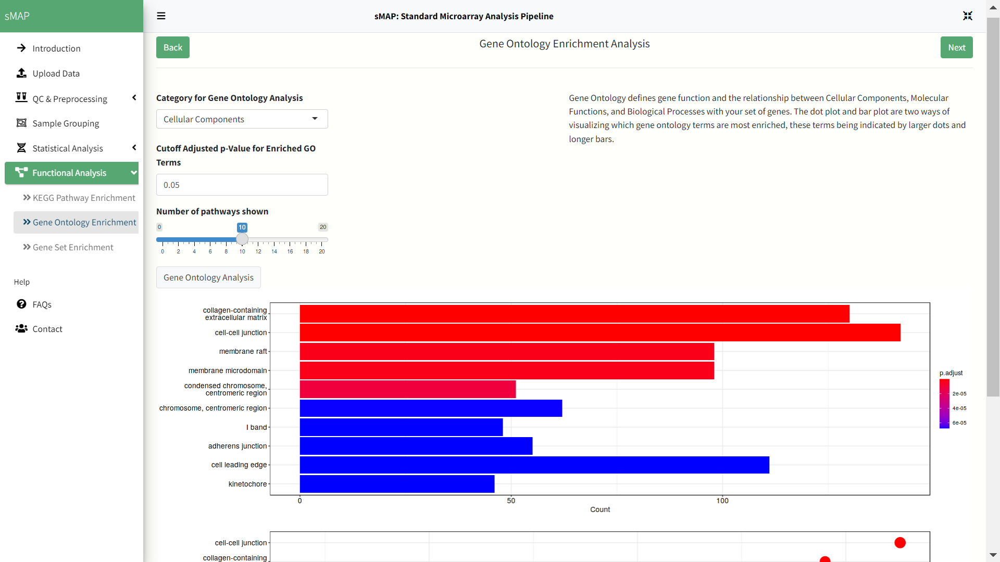 sMAP
sMAP: Standard Microarray Analysis Pipeline
Introduction
Upload Data
QC & Preprocessing
Sample Grouping
Statistical Analysis
Functional Analysis
KEGG Pathway Enrichment
Gene Ontology Enrichment
Gene Set Enrichment
Help
FAQs
Contact
Back
Gene Ontology Enrichment Analysis
Next
Category for Gene Ontology Analysis
Cellular Components
Cutoff Adjusted p-Value for Enriched GO
Terms
0.05
Number of pathways shown
0 10 20
0 2 4 6 8 10 12 14 16 18 20
Gene Ontology Analysis
Gene Ontology defines gene function and the relationship between Cellular Components, Molecular
Functions, and Biological Processes with your set of genes. The dot plot and bar plot are two ways of
visualizing which gene ontology terms are most enriched, these terms being indicated by larger dots and
longer bars.
collagen-containing
extracellular matrix
cell-cell junction
membrane raft
membrane microdomain
condensed chromosome,
centromeric region
chromosome, centromeric region
I band
adherens junction
cell leading edge
kinetochore
0 50 100
Count
p.adjust
2e-05
4e-05
6e-05
cell-cell junction
collagen-containing